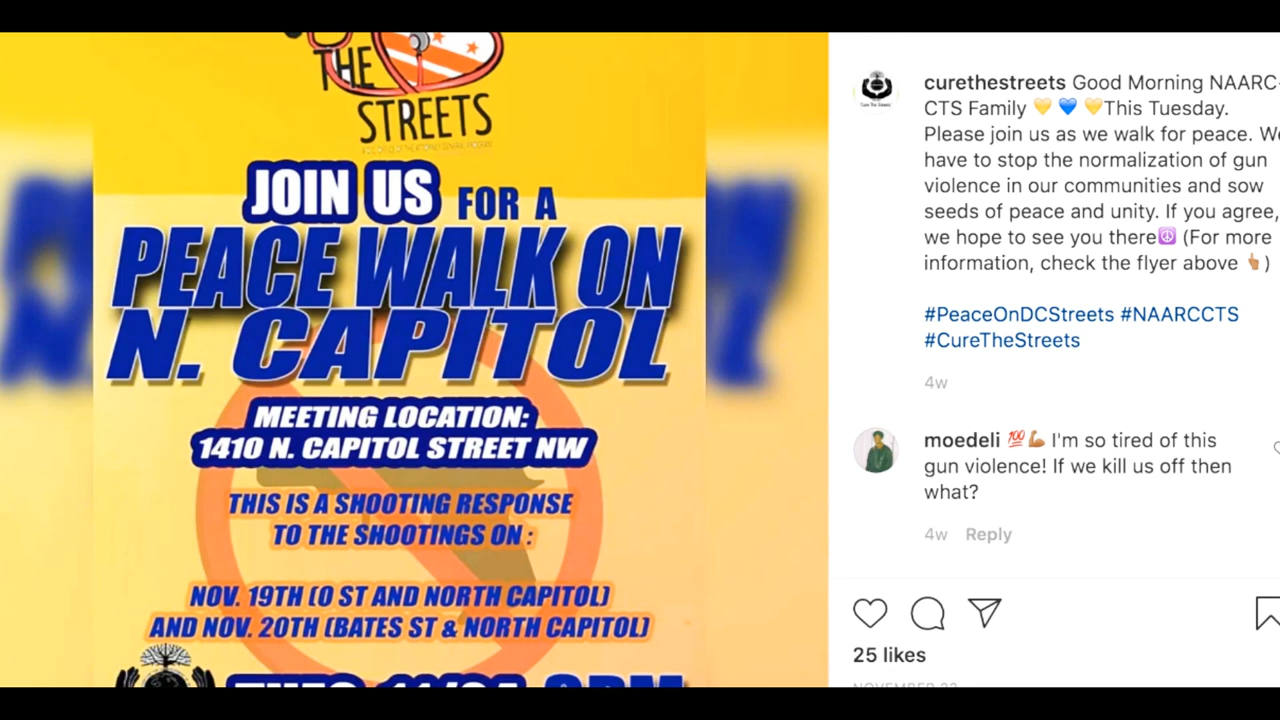 THE
STREETS
JOIN US FOR A
PEACE WALK ON
N. CAPITOL
MEETING LOCATION:
1410 N. CAPITOL STREET NW
THIS IS A SHOOTING RESPONSE
TO THE SHOOTINGS ON :
NOV. 19TH (O ST AND NORTH CAPITOL)
AND NOV. 20TH (BATES ST & NORTH CAPITOL)
curethestreets Good Morning NAARC-
CTS Family 💛 💙 💛This Tuesday.
Please join us as we walk for peace. We
have to stop the normalization of gun
violence in our communities and sow
seeds of peace and unity. If you agree,
we hope to see you there☮️ (For more
information, check the flyer above 👆🏽)
#PeaceOnDCStreets #NAARCCTS
#CureTheStreets
4w
moedeli 💯💪🏽 I'm so tired of this
gun violence! If we kill us off then
what?
4w Reply
25 likes